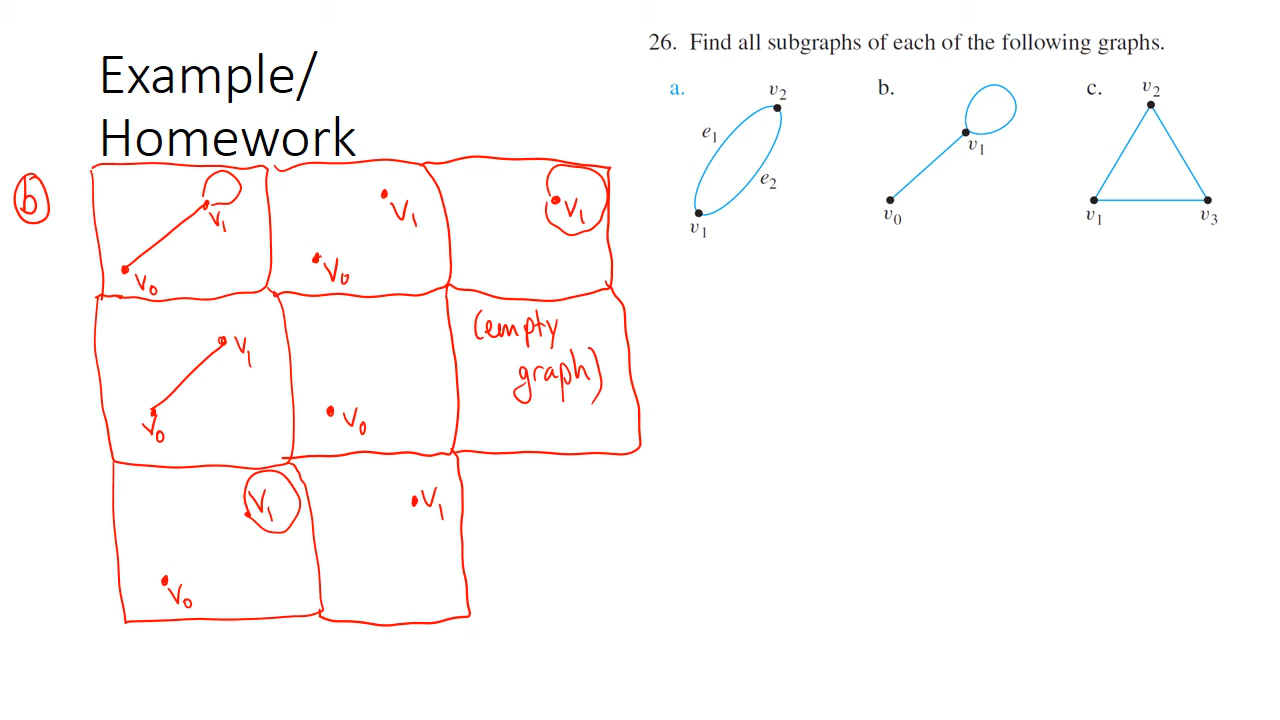 Example/
Homework
26. Find all subgraphs of each of the following graphs.
a.
v2
e1
e2
v1
b.
v1
v0
c.
v2
v1
v3
b
v1
v0
v1
v0
v1
v1
v0
v0
(empty
graph)
v1
v0
v1